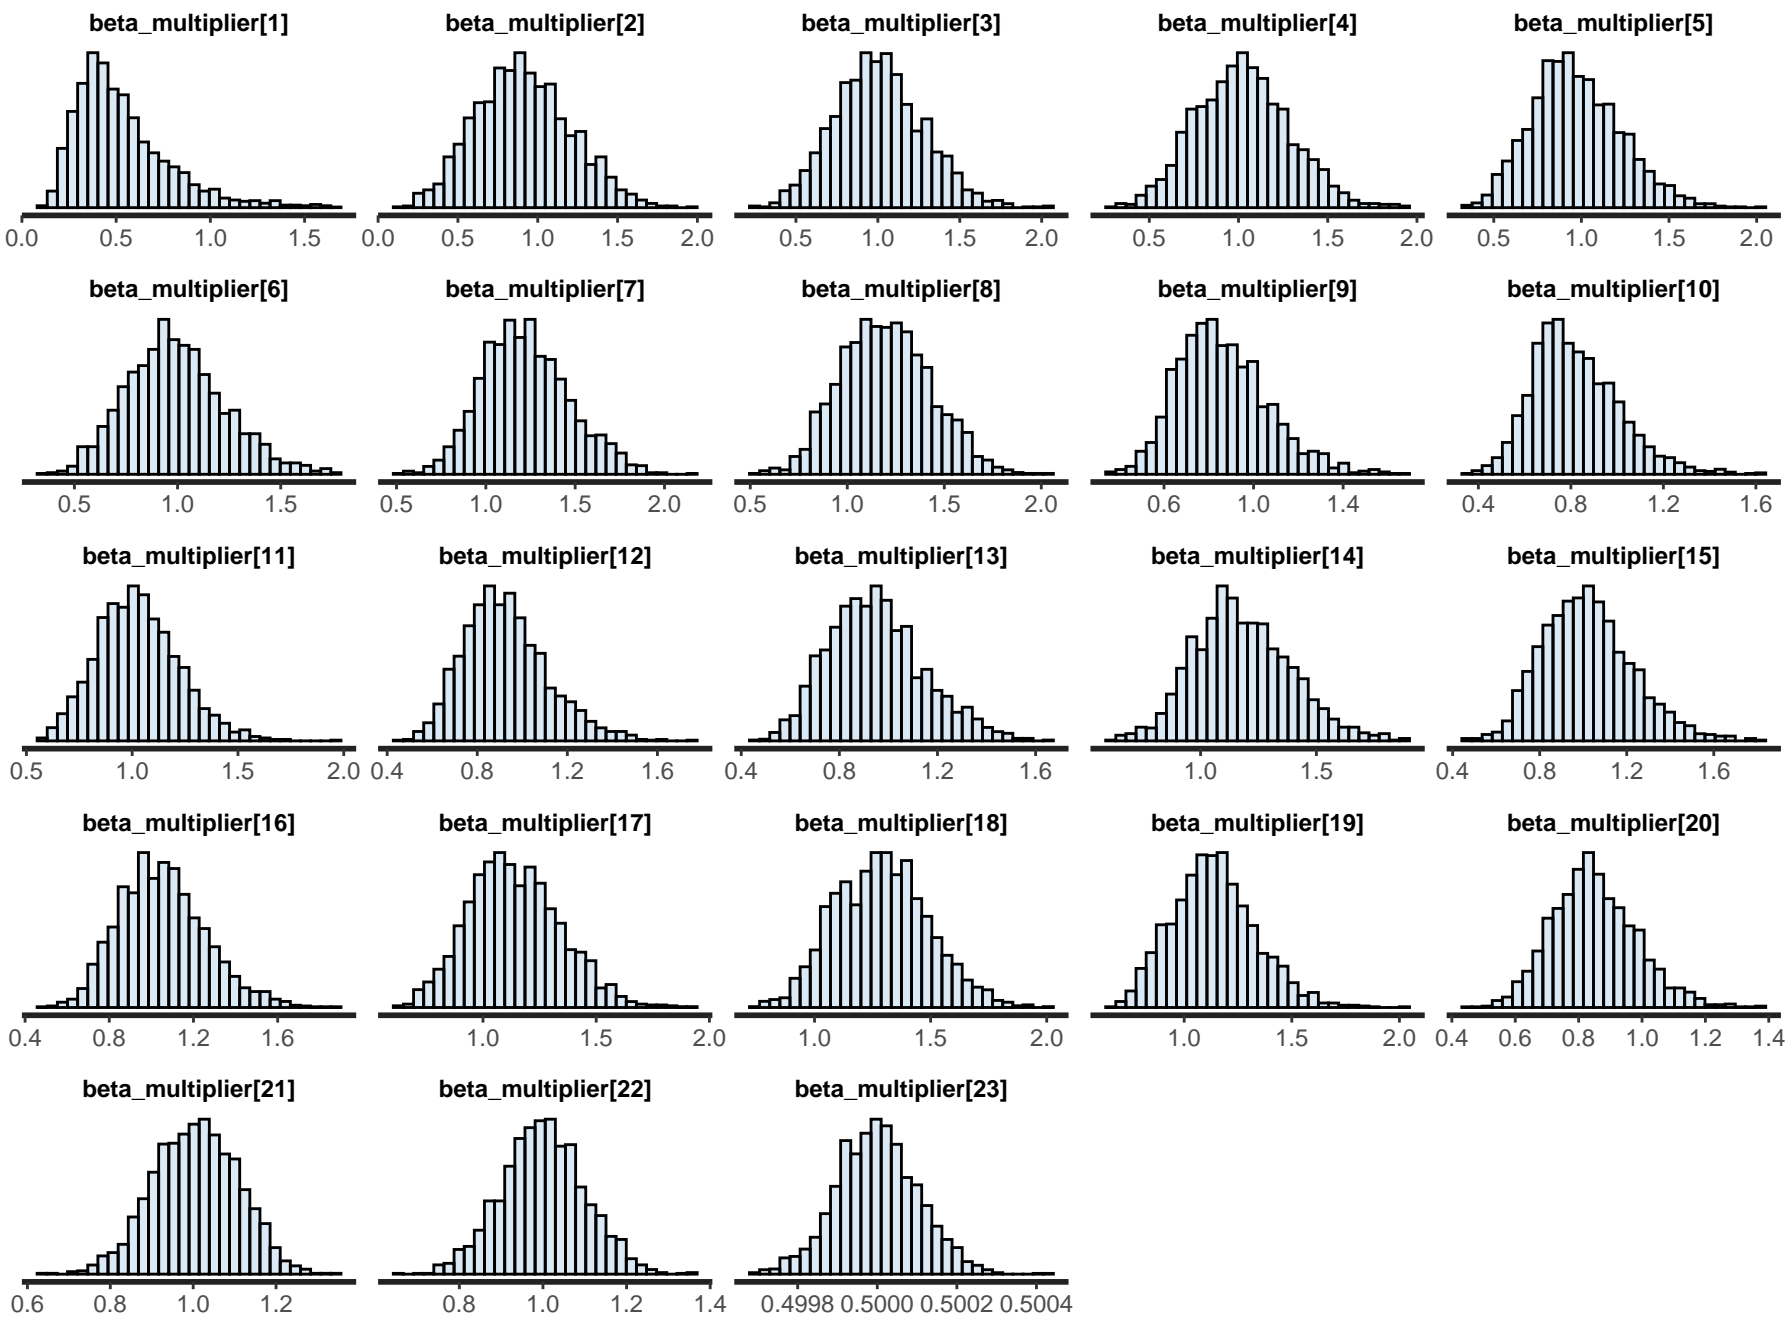 beta_multiplier[1] beta_multiplier[2] beta_multiplier[3] beta_multiplier[4] beta_multiplier[5]
0.0 0.5 1.0 1.5 0.0 0.5 1.0 1.5 2.0 0.5 1.0 1.5 2.0 0.5 1.0 1.5 2.0 0.5 1.0 1.5 2.0
beta_multiplier[6] beta_multiplier[7] beta_multiplier[8] beta_multiplier[9] beta_multiplier[10]
0.5 1.0 1.5 0.5 1.0 1.5 2.0 0.5 1.0 1.5 2.0 0.6 1.0 1.4 0.4 0.8 1.2 1.6
beta_multiplier[11] beta_multiplier[12] beta_multiplier[13] beta_multiplier[14] beta_multiplier[15]
0.5 1.0 1.5 2.0 0.4 0.8 1.2 1.6 0.4 0.8 1.2 1.6 1.0 1.5 0.4 0.8 1.2 1.6
beta_multiplier[16] beta_multiplier[17] beta_multiplier[18] beta_multiplier[19] beta_multiplier[20]
0.4 0.8 1.2 1.6 1.0 1.5 2.0 1.0 1.5 2.0 1.0 1.5 2.0 0.4 0.6 0.8 1.0 1.2 1.4
beta_multiplier[21] beta_multiplier[22] beta_multiplier[23]
0.6 0.8 1.0 1.2 0.8 1.0 1.2 1.4 0.4998 0.5000 0.5002 0.5004